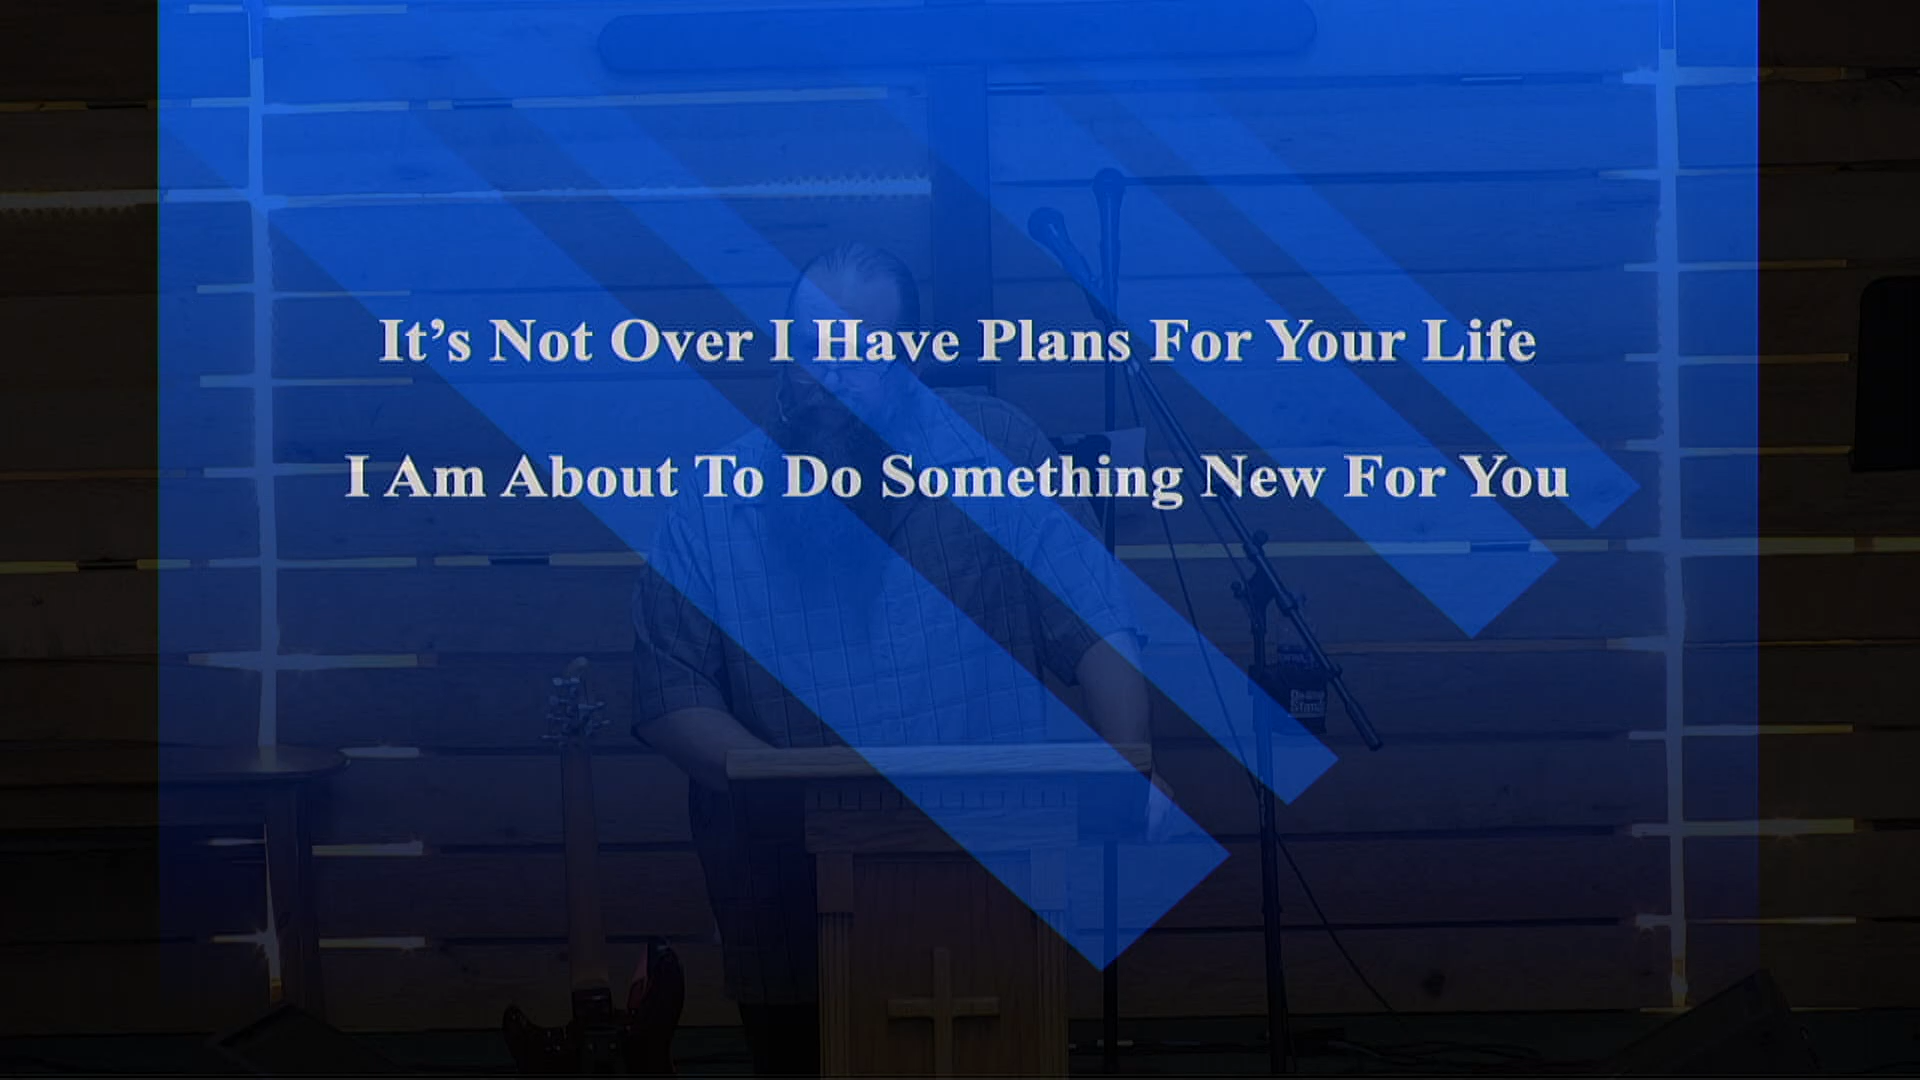 It’s Not Over I Have Plans For Your Life
I Am About To Do Something New For You